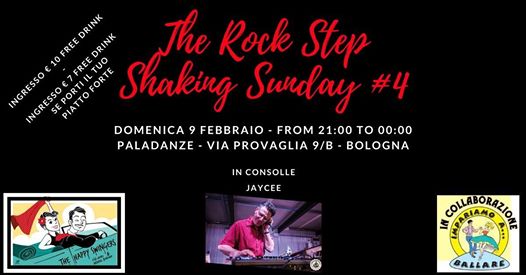 INGRESSO € 10 FREE DRINK
-
INGRESSO € 7 FREE DRINK
SE PORTI IL TUO
PIATTO FORTE
The Rock Step
Shaking Sunday #4
DOMENICA 9 FEBBRAIO - FROM 21:00 TO 00:00
PALADANZE - VIA PROVAGLIA 9/B - BOLOGNA
IN CONSOLLE
JAYCEE
THE HAPPY SWINGERS
IN COLLABORAZIONE
IMPARIAMO A...
BALLARE